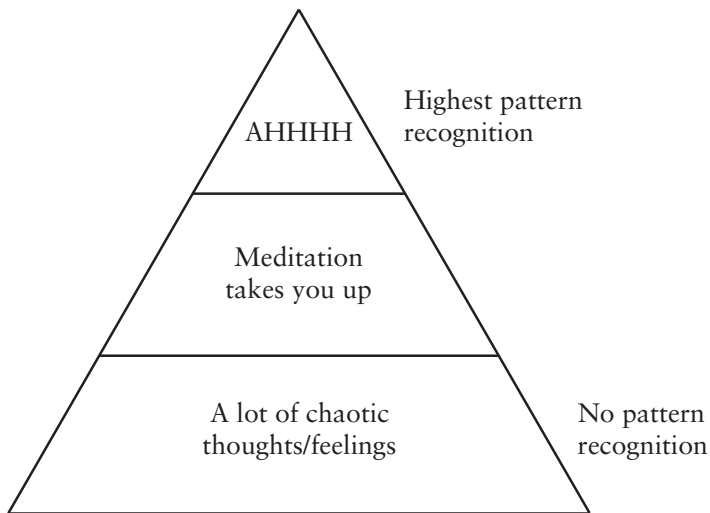 Highest pattern
recognition
AHHHH
Meditation
takes you up
A lot of chaotic
thoughts/feelings
No pattern
recognition